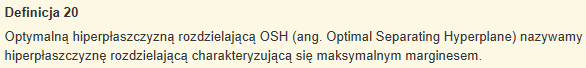 Definicja 20
Optymalną hiperpłaszczyzną rozdzielającą OSH (ang. Optimal Separating Hyperplane) nazywamy
hiperpłaszczyznę rozdzielającą charakteryzującą się maksymalnym marginesem.